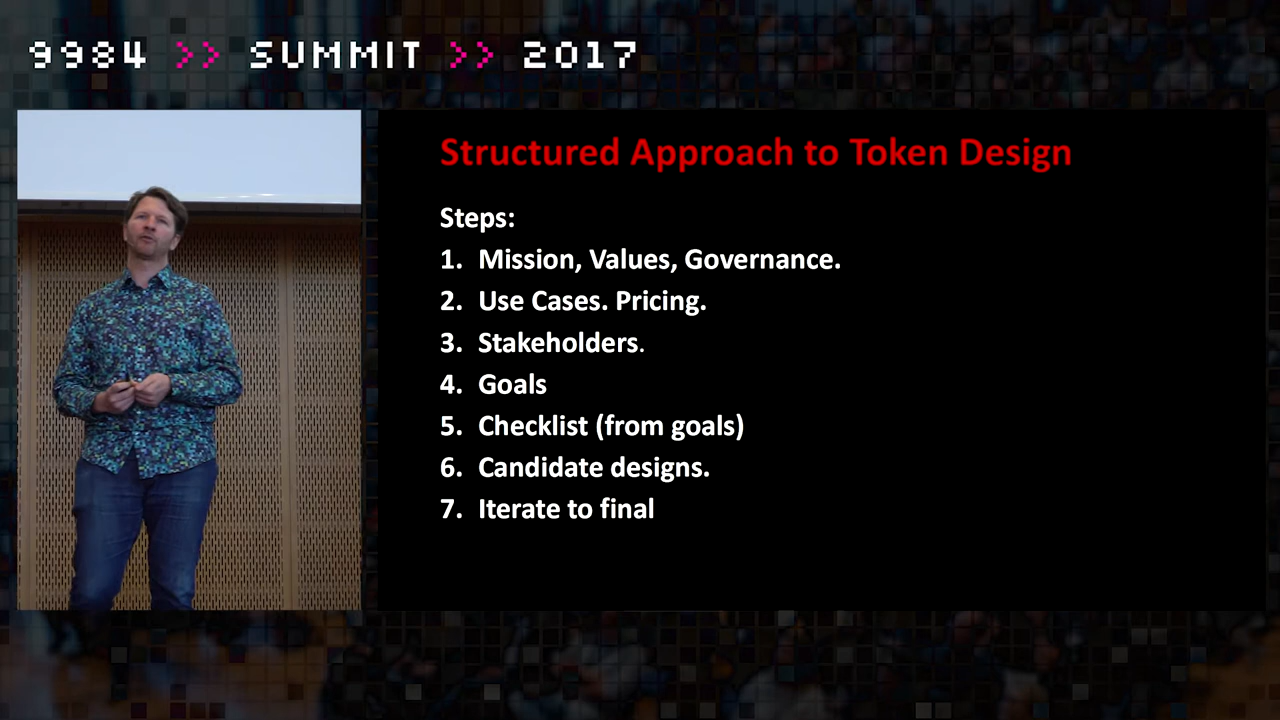 9984 >> SUMMIT >> 2017
Structured Approach to Token Design
Steps:
1. Mission, Values, Governance.
2. Use Cases. Pricing.
3. Stakeholders.
4. Goals
5. Checklist (from goals)
6. Candidate designs.
7. Iterate to final